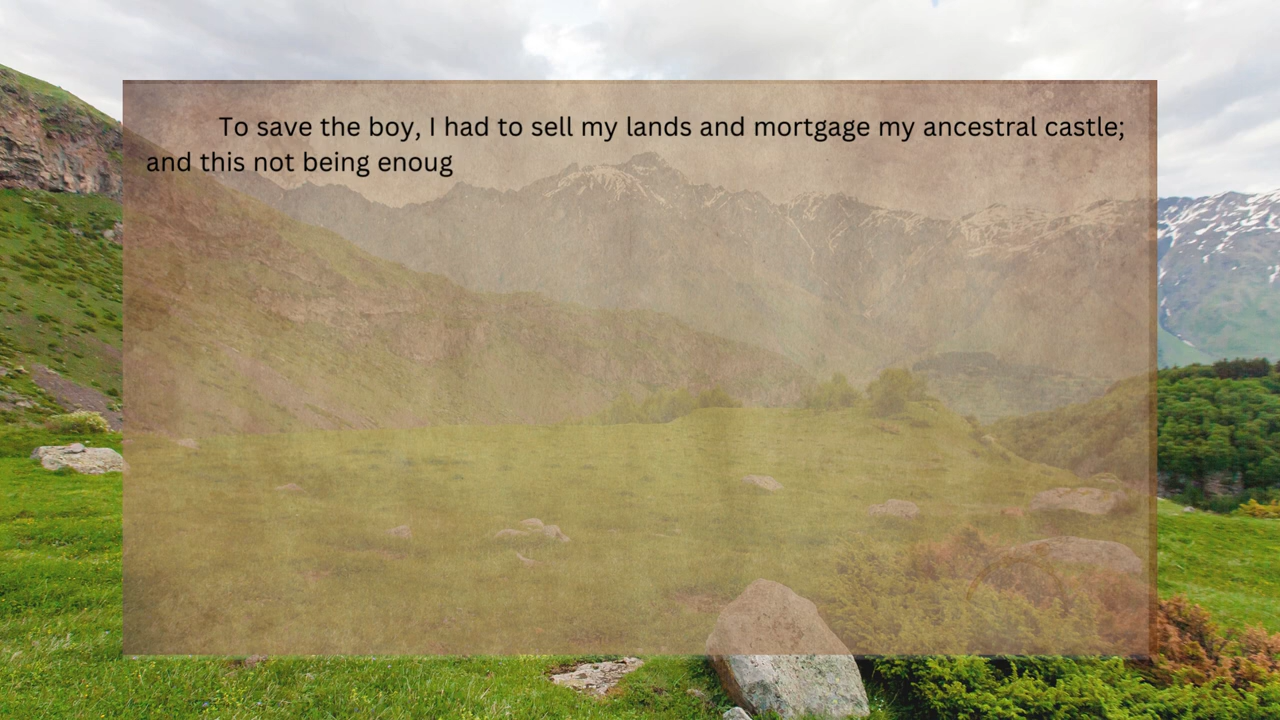 To save the boy, I had to sell my lands and mortgage my ancestral castle;
and this not being enoug